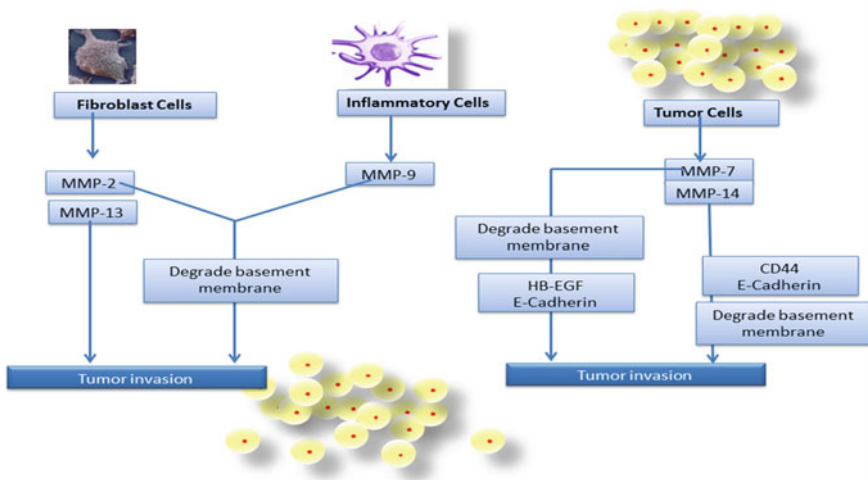 Fibroblast Cells
Inflammatory Cells
Tumor Cells
MMP-2
MMP-13
MMP-9
MMP-7
MMP-14
Degrade basement
membrane
Degrade basement
membrane
HB-EGF
E-Cadherin
CD44
E-Cadherin
Degrade basement
membrane
Tumor invasion
Tumor invasion